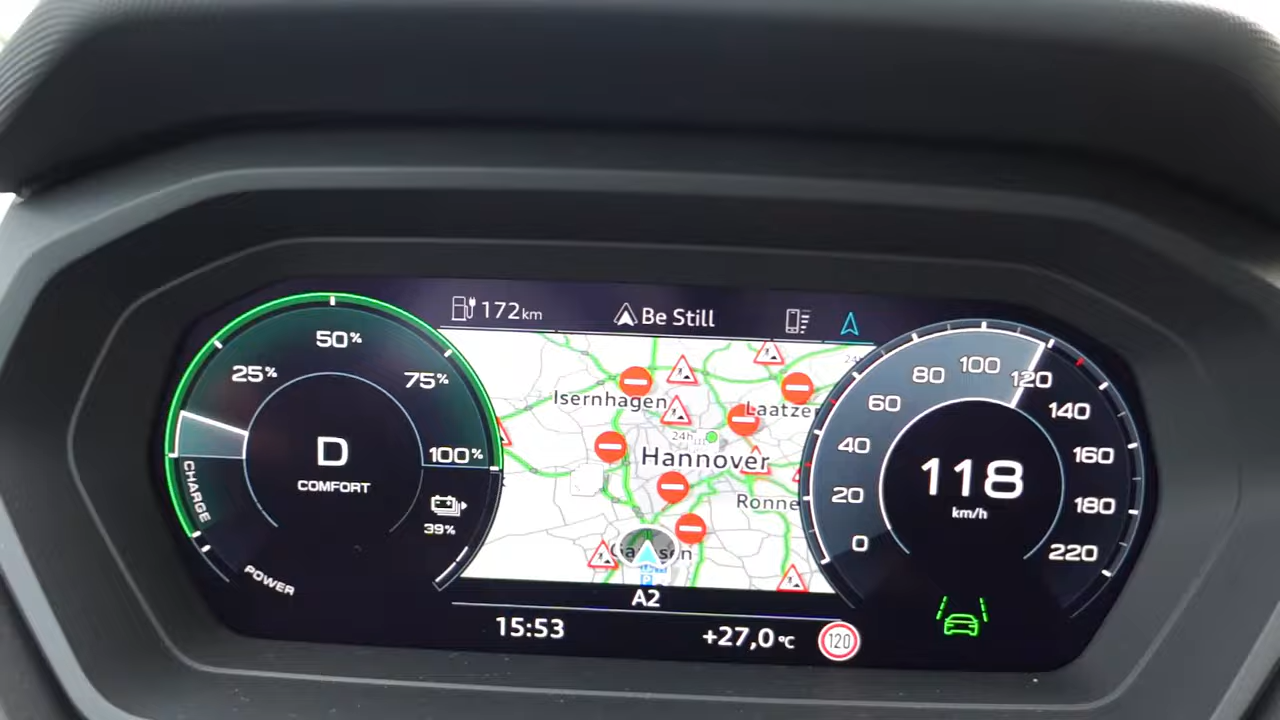 172km
Be Still
50%
25%
75%
100%
CHARGE
POWER
D
COMFORT
39%
Isernhagen
Laatze
24h
Hannover
Ronne
P
A2
15:53
+27,0°C
120
0
20
40
60
80
100
120
140
160
180
220
118
km/h